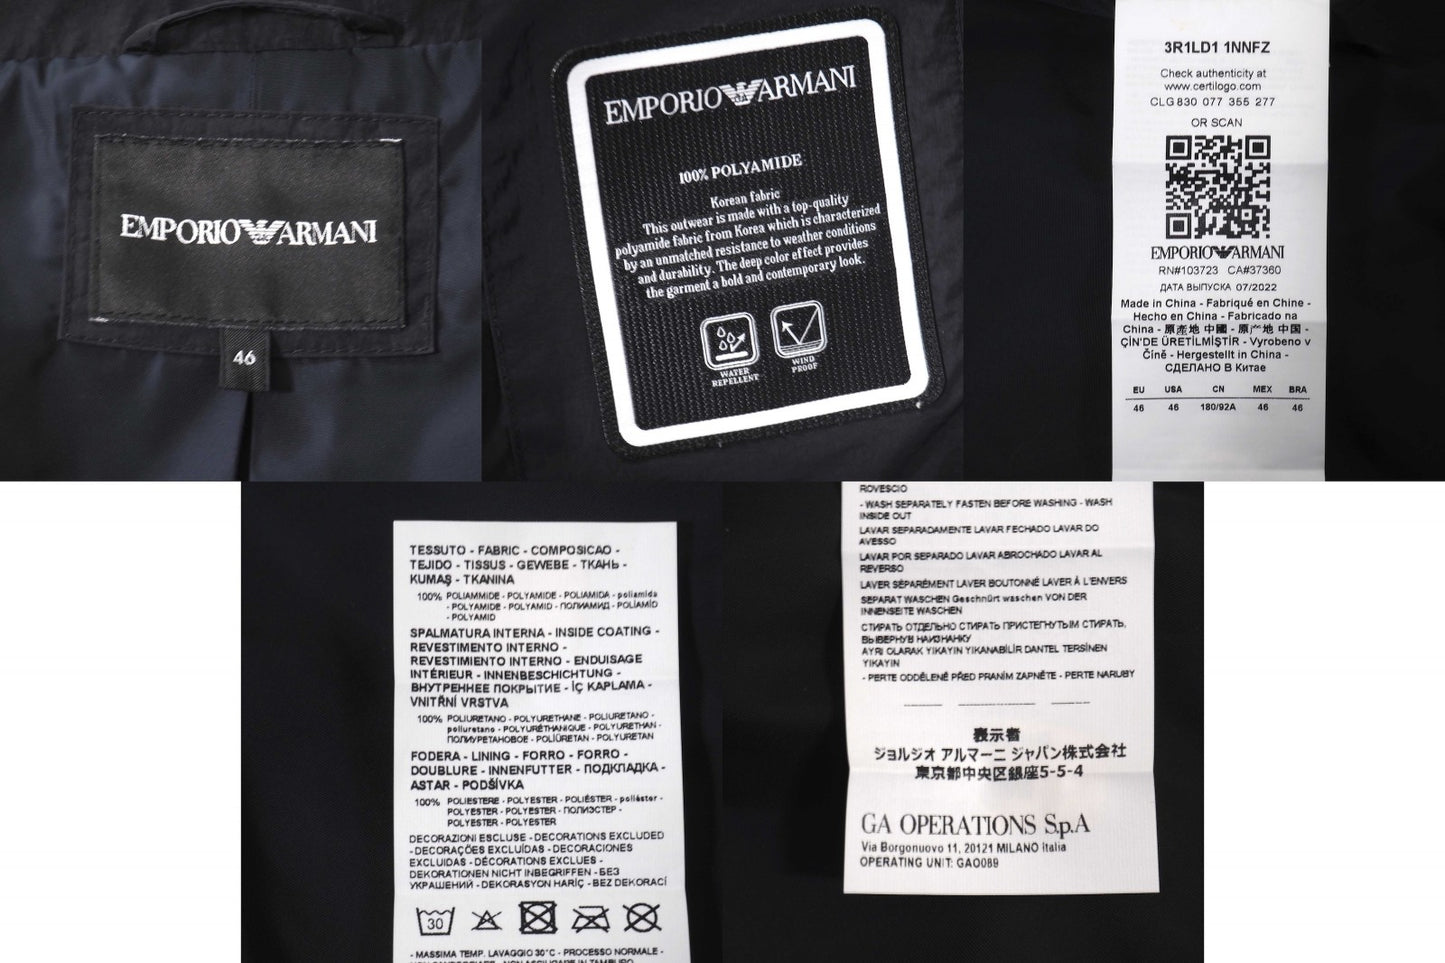 EMPORIO ARMANI
46
EMPORIO ARMANI
100% POLYAMIDE
Korean fabric
This outwear is made with a top-quality
polyamide fabric from Korea which is characterized
by an unmatched resistance to weather conditions
and durability. The deep color effect provides
the garment a bold and contemporary look.
WATER
REPELLENT
WIND
PROOF
3R1LD1 1NNFZ
Check authenticity at
www.certilogo.com
CLG 830 077 355 277
OR SCAN
EMPORIO ARMANI
RN#103723 CA#37360
ДАТА ВЫПУСКА 07/2022
Made in China - Fabriqué en Chine -
Hecho en China - Fabricado na
China - 原產地 中國 - 原产地 中国 -
ÇİN'DE ÜRETİLMİŞTİR - Vyrobeno v
Číně - Hergestellt in China -
СДЕЛАНО В Китае
EU USA CN MEX BRA
46 46 180/92A 46 46
TESSUTO - FABRIC - COMPOSICAO -
TEJIDO - TISSUS - GEWEBE - ТКАНЬ -
KUMAŞ - TKANINA
100% POLIAMMIDE - POLYAMIDE - POLIAMIDA - poliamida
- POLYAMIDE - POLYAMID - ПОЛИАМИД - POLİAMİD
- POLYAMID
SPALMATURA INTERNA - INSIDE COATING -
REVESTIMENTO INTERNO -
REVESTIMIENTO INTERNO - ENDUISAGE
INTÉRIEUR - INNENBESCHICHTUNG -
ВНУТРЕННЕЕ ПОКРЫТИЕ - İÇ KAPLAMA -
VNITŘNÍ VRSTVA
100% POLIURETANO - POLYURETHANE - POLIURETANO -
poliuretano - POLYURÉTHANIQUE - POLYURETHAN -
ПОЛИУРЕТАНОВОЕ - POLİÜRETAN - POLYURETAN
FODERA - LINING - FORRO - FORRO -
DOUBLURE - INNENFUTTER - ПОДКЛАДКА -
ASTAR - PODŠÍVKA
100% POLIESTERE - POLYESTER - POLIÉSTER - poliéster -
POLYESTER - POLYESTER - ПОЛИЭСТЕР -
POLYESTER - POLYESTER
DECORAZIONI ESCLUSE - DECORATIONS EXCLUDED
- DECORAÇÕES EXCLUÍDAS - DECORACIONES
EXCLUIDAS - DÉCORATIONS EXCLUES -
DEKORATIONEN NICHT INBEGRIFFEN - БЕЗ
УКРАШЕНИЙ - DEKORASYON HARİÇ - BEZ DEKORACÍ
30
- MASSIMA TEMP. LAVAGGIO 30°C - PROCESSO NORMALE -
ROVESCIO
- WASH SEPARATELY FASTEN BEFORE WASHING - WASH
INSIDE OUT
LAVAR SEPARADAMENTE LAVAR FECHADO LAVAR DO
AVESSO
LAVAR POR SEPARADO LAVAR ABROCHADO LAVAR AL
REVERSO
LAVER SÉPARÉMENT LAVER BOUTONNÉ LAVER À L'ENVERS
SEPARAT WASCHEN Geschnürt waschen VON DER
INNENSEITE WASCHEN
СТИРАТЬ ОТДЕЛЬНО СТИРАТЬ ПРИСТЕГНУТЫМ СТИРАТЬ,
ВЫВЕРНУВ НАИЗНАНКУ
AYRI OLARAK YIKAYIN YIKANABİLİR DANTEL TERSİNEN
YIKAYIN
- PERTE ODDĚLENĚ PŘED PRANÍM ZAPNĚTE - PERTE NARUBY
表示者
ジョルジオ アルマーニ ジャパン株式会社
東京都中央区銀座5-5-4
GA OPERATIONS S.p.A
Via Borgonuovo 11, 20121 MILANO Italia
OPERATING UNIT: GAO089